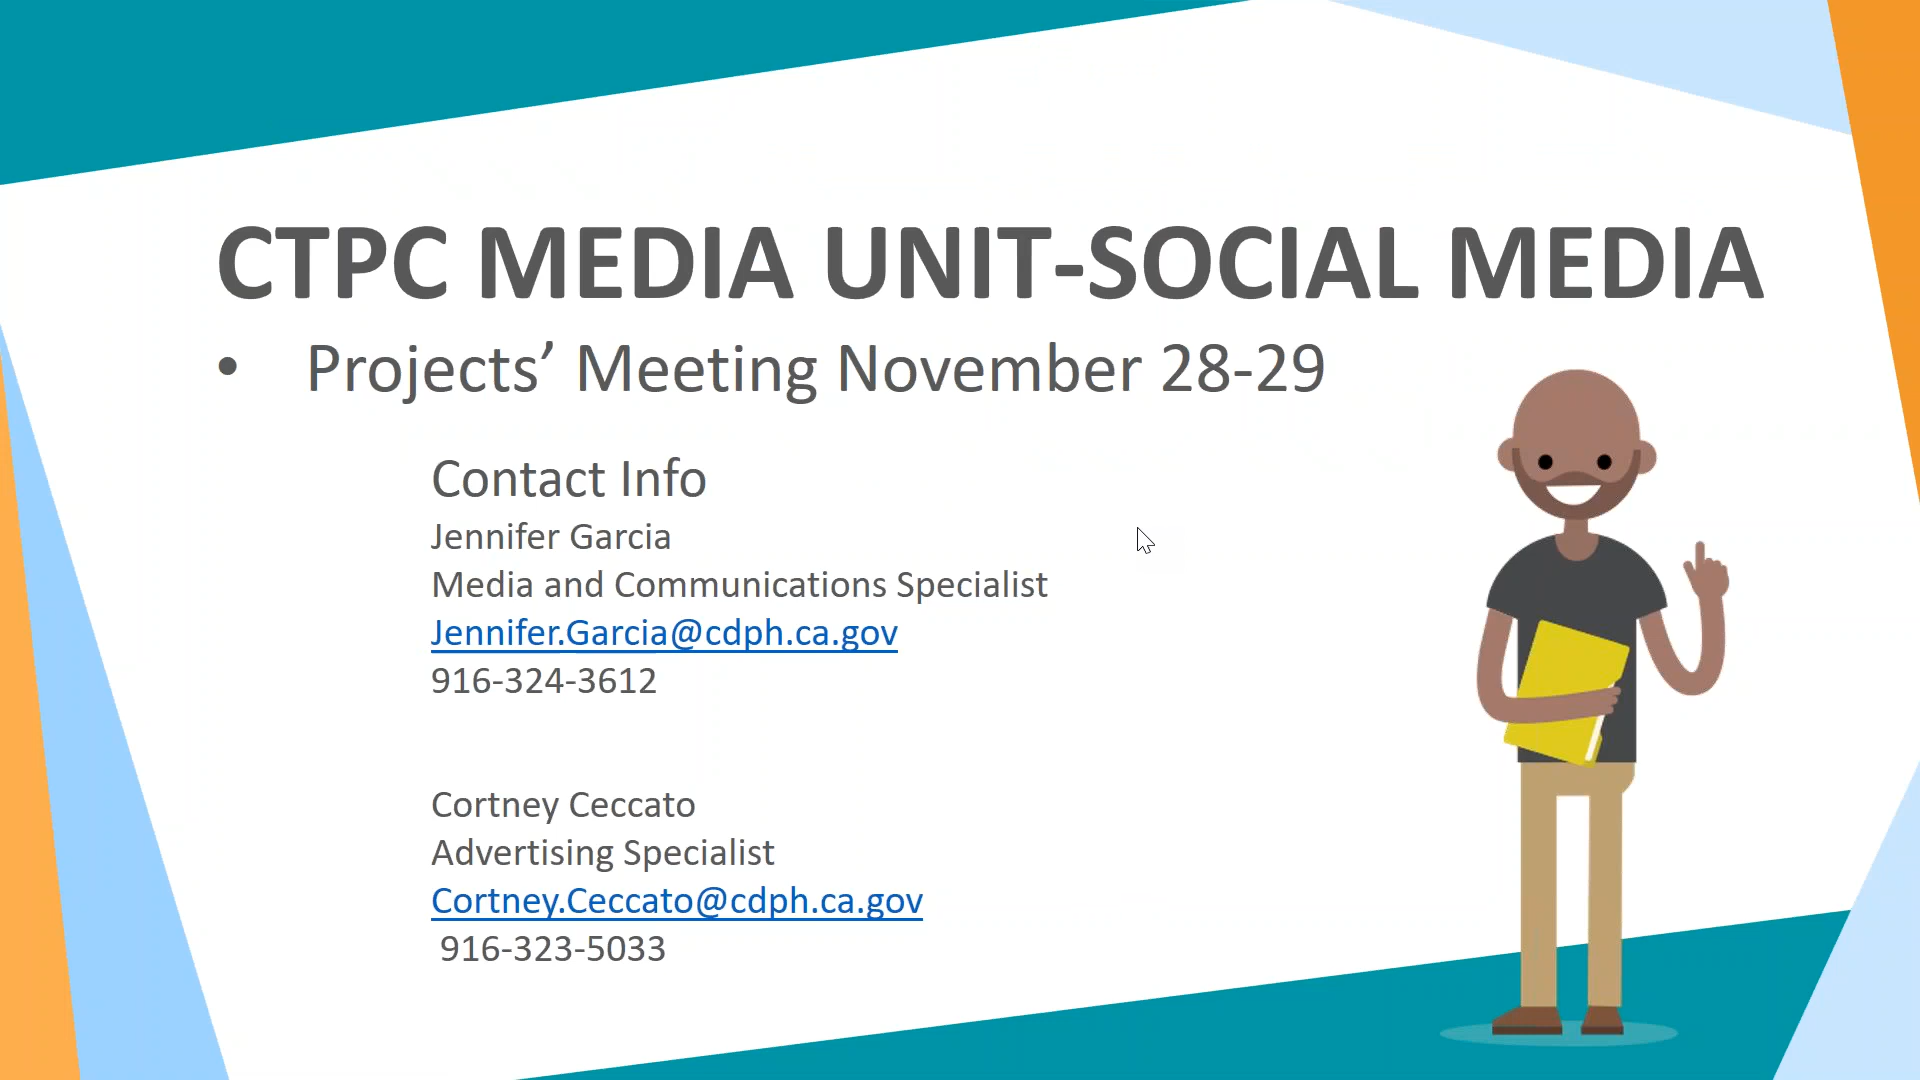 CTPC MEDIA UNIT-SOCIAL MEDIA
• Projects’ Meeting November 28-29
Contact Info
Jennifer Garcia
Media and Communications Specialist
Jennifer.Garcia@cdph.ca.gov
916-324-3612
Cortney Ceccato
Advertising Specialist
Cortney.Ceccato@cdph.ca.gov
916-323-5033